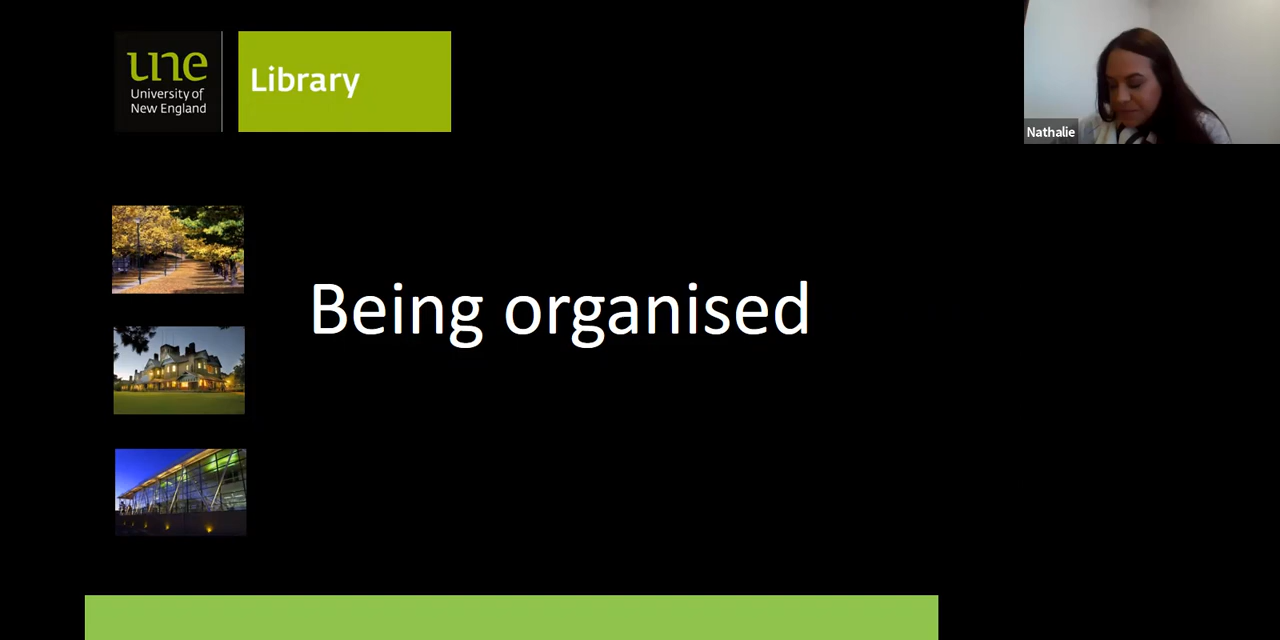 une
University of
New England
Library
Nathalie
Being organised